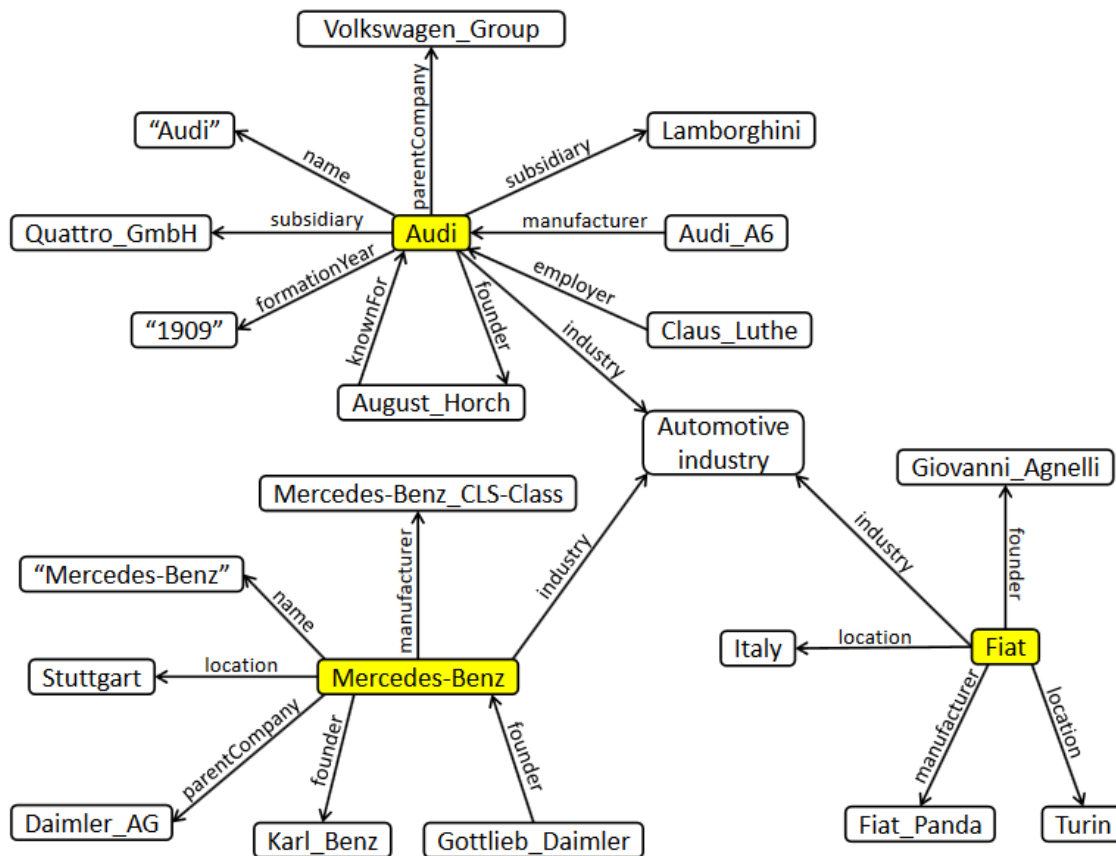 Volkswagen_Group
parentCompany
“Audi”
name
subsidiary
Lamborghini
Quattro_GmbH
subsidiary
Audi
manufacturer
Audi_A6
formationYear
“1909”
knownFor
founder
employer
Claus_Luthe
industry
August_Horch
Automotive
industry
Giovanni_Agnelli
Mercedes-Benz_CLS-Class
manufacturer
industry
industry
founder
“Mercedes-Benz”
name
Italy
location
Fiat
Stuttgart
location
Mercedes-Benz
parentCompany
founder
founder
manufacturer
location
Daimler_AG
Karl_Benz
Gottlieb_Daimler
Fiat_Panda
Turin